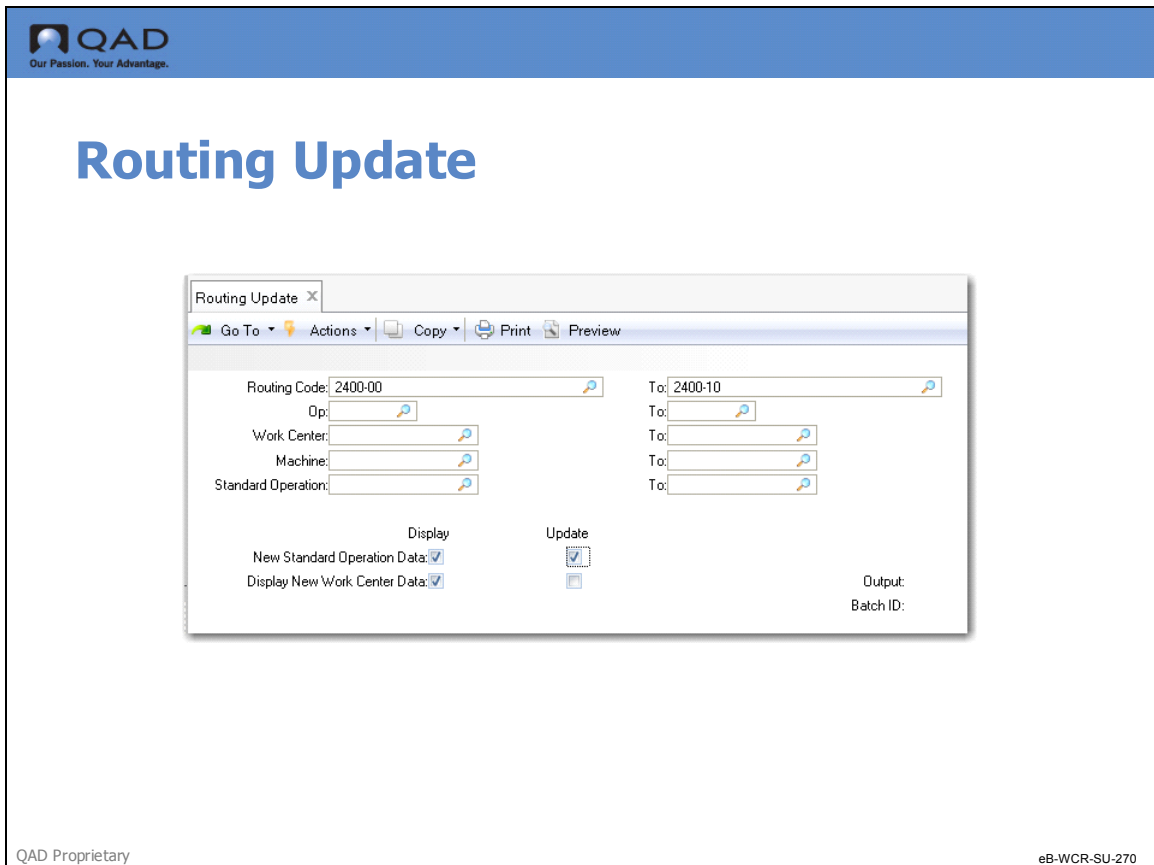 QAD
Our Passion. Your Advantage.
Routing Update
Routing Update
Go To Actions Copy Print Preview
Routing Code: 2400-00 To: 2400-10
Op: To:
Work Center: To:
Machine: To:
Standard Operation: To:
Display Update
New Standard Operation Data:
Display New Work Center Data: Output:
Batch ID:
QAD Proprietary eB-WCR-SU-270